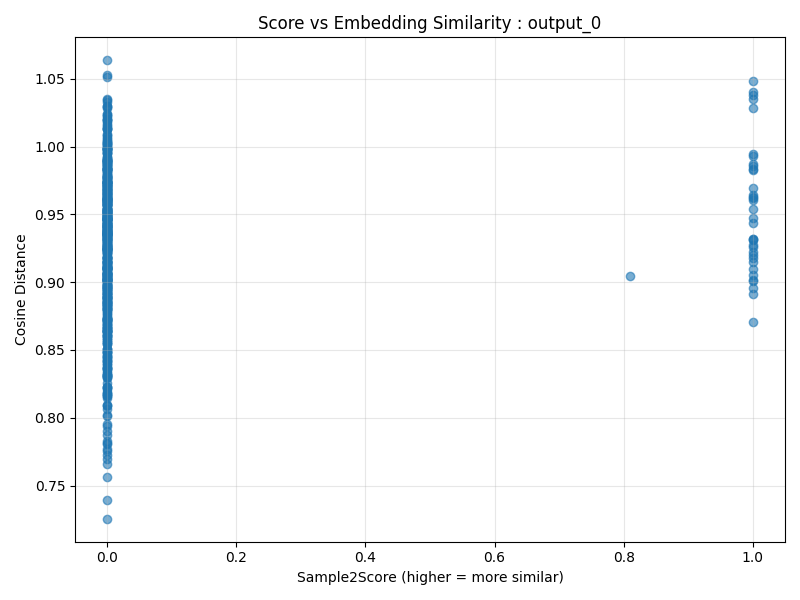 Score vs Embedding Similarity : output_0
1.05
1.00
0.95
0.90
0.85
0.80
0.75
Cosine Distance
0.0 0.2 0.4 0.6 0.8 1.0
Sample2Score (higher = more similar)